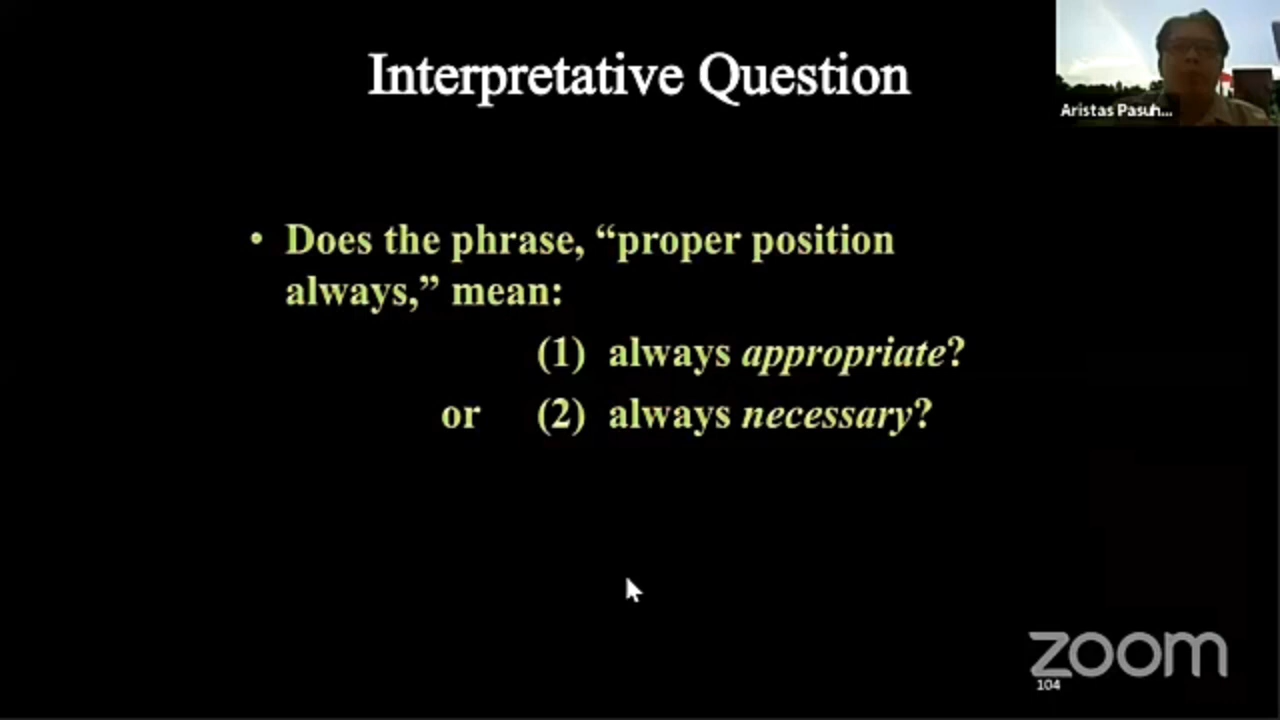 Interpretative Question
Aristas Pasuh...
• Does the phrase, “proper position
always,” mean:
(1) always appropriate?
or (2) always necessary?
zoom
104